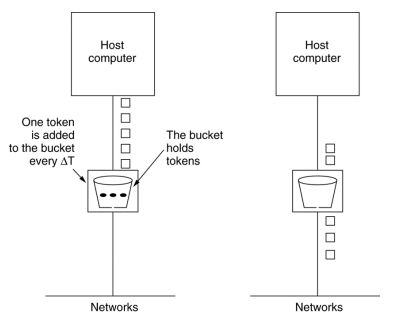 Host
computer
One token
is added
to the bucket
every ΔT
The bucket
holds
tokens
Networks
Host
computer
Networks